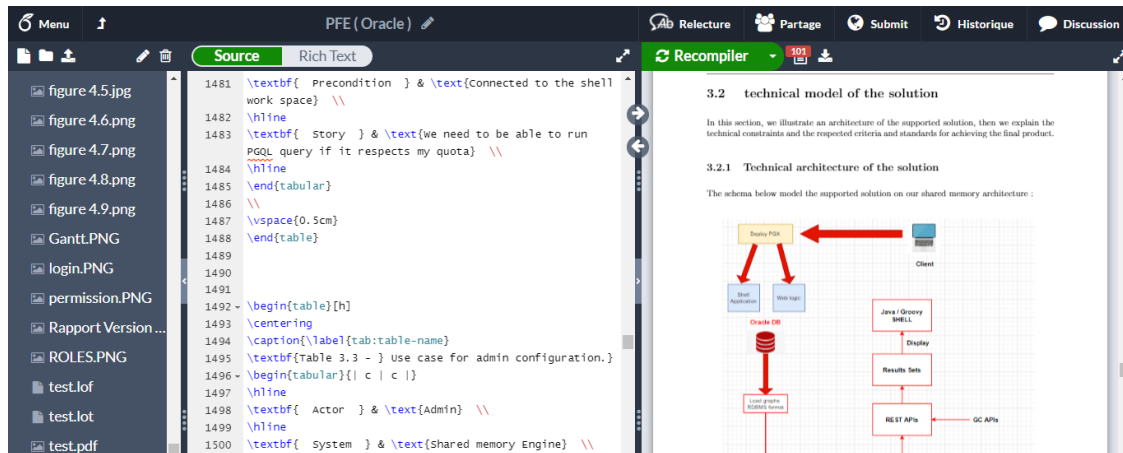 Menu
PFE ( Oracle )
Relecture
Partage
Submit
Historique
Discussion
Source
Rich Text
Recompiler
101
figure 4.5.jpg
figure 4.6.png
figure 4.7.png
figure 4.8.png
figure 4.9.png
Gantt.PNG
login.PNG
permission.PNG
Rapport Version ...
ROLES.PNG
test.lof
test.lot
test.pdf
1481 \textbf{ Precondition } & \text{Connected to the shell
work space} \\
1482 \hline
1483 \textbf{ Story } & \text{We need to be able to run
PGQL query if it respects my quota} \\
1484 \hline
1485 \end{tabular}
1486 \\
1487 \vspace{0.5cm}
1488 \end{table}
1489
1490
1491
1492 \begin{table}[h]
1493 \centering
1494 \caption{\label{tab:table-name}
1495 \textbf{Table 3.3 - } Use case for admin configuration.}
1496 \begin{tabular}{| c | c |}
1497 \hline
1498 \textbf{ Actor } & \text{Admin} \\
1499 \hline
1500 \textbf{ System } & \text{Shared memory Engine} \\
3.2 technical model of the solution
In this section, we illustrate an architecture of the supported solution, then we explain the
technical constraints and the respected criteria and standards for achieving the final product.
3.2.1 Technical architecture of the solution
The schema below model the supported solution on our shared memory architecture :
Deploy PGX
Client
Shell
Application
Web logic
Oracle DB
Java / Groovy
SHELL
Display
Results Sets
Load graphs
RDBMS format
REST APIs
GC APIs